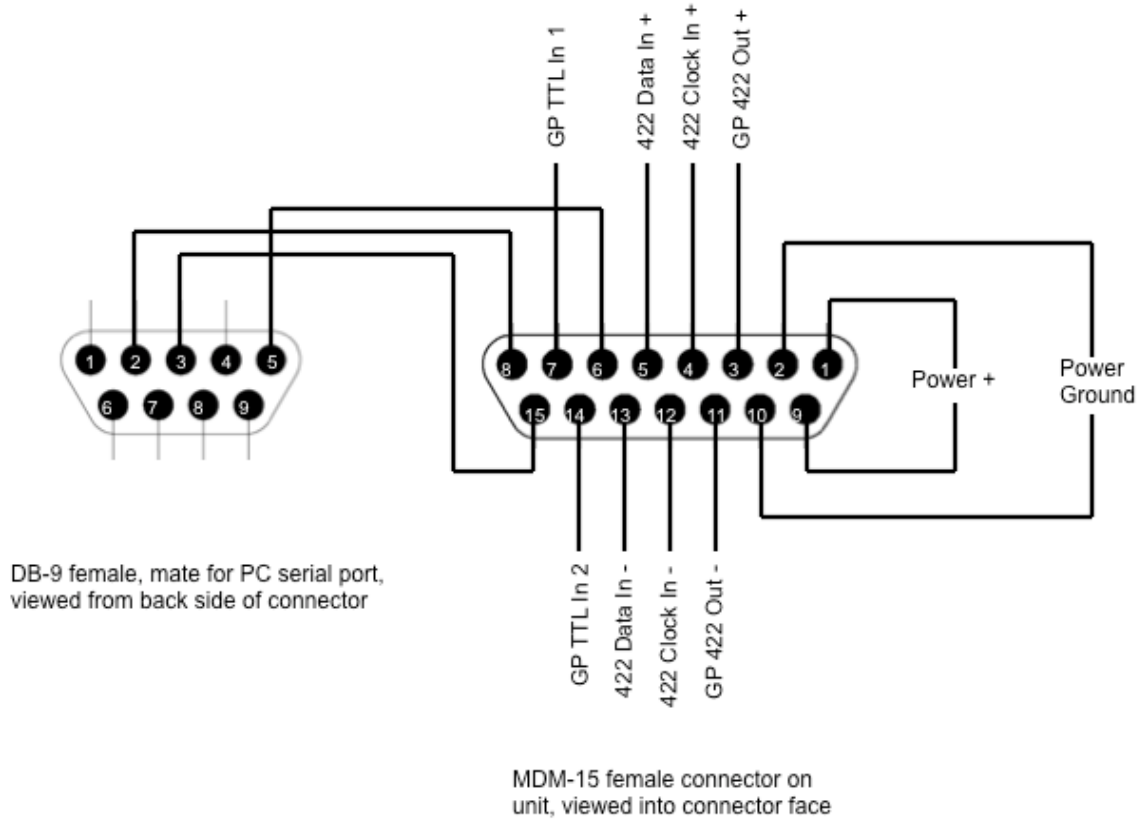 GP TTL In 1
422 Data In +
422 Clock In +
GP 422 Out +
1
2
3
4
5
6
7
8
9
8
7
6
5
4
3
2
1
15
14
13
12
11
10
9
Power +
Power
Ground
GP TTL In 2
422 Data In -
422 Clock In -
GP 422 Out -
DB-9 female, mate for PC serial port,
viewed from back side of connector
MDM-15 female connector on
unit, viewed into connector face